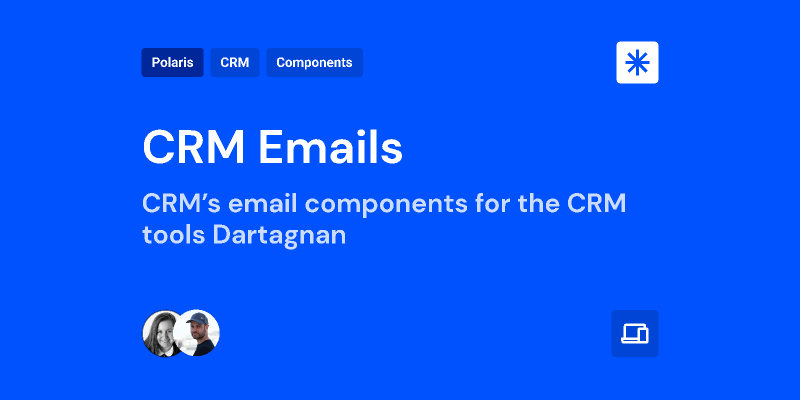 Polaris CRM Components
CRM Emails
CRM’s email components for the CRM
tools Dartagnan